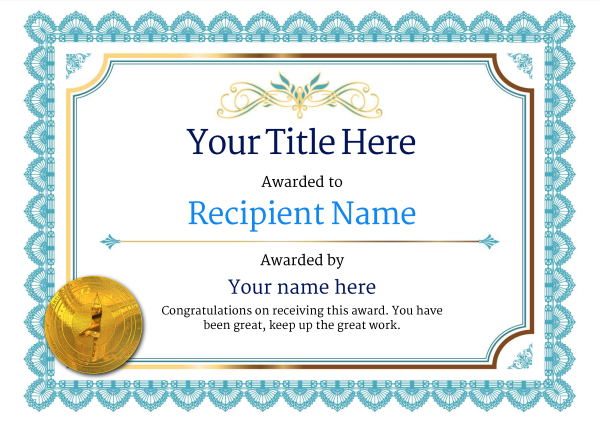 Your Title Here
Awarded to
Recipient Name
Awarded by
Your name here
Congratulations on receiving this award. You have
been great, keep up the great work.